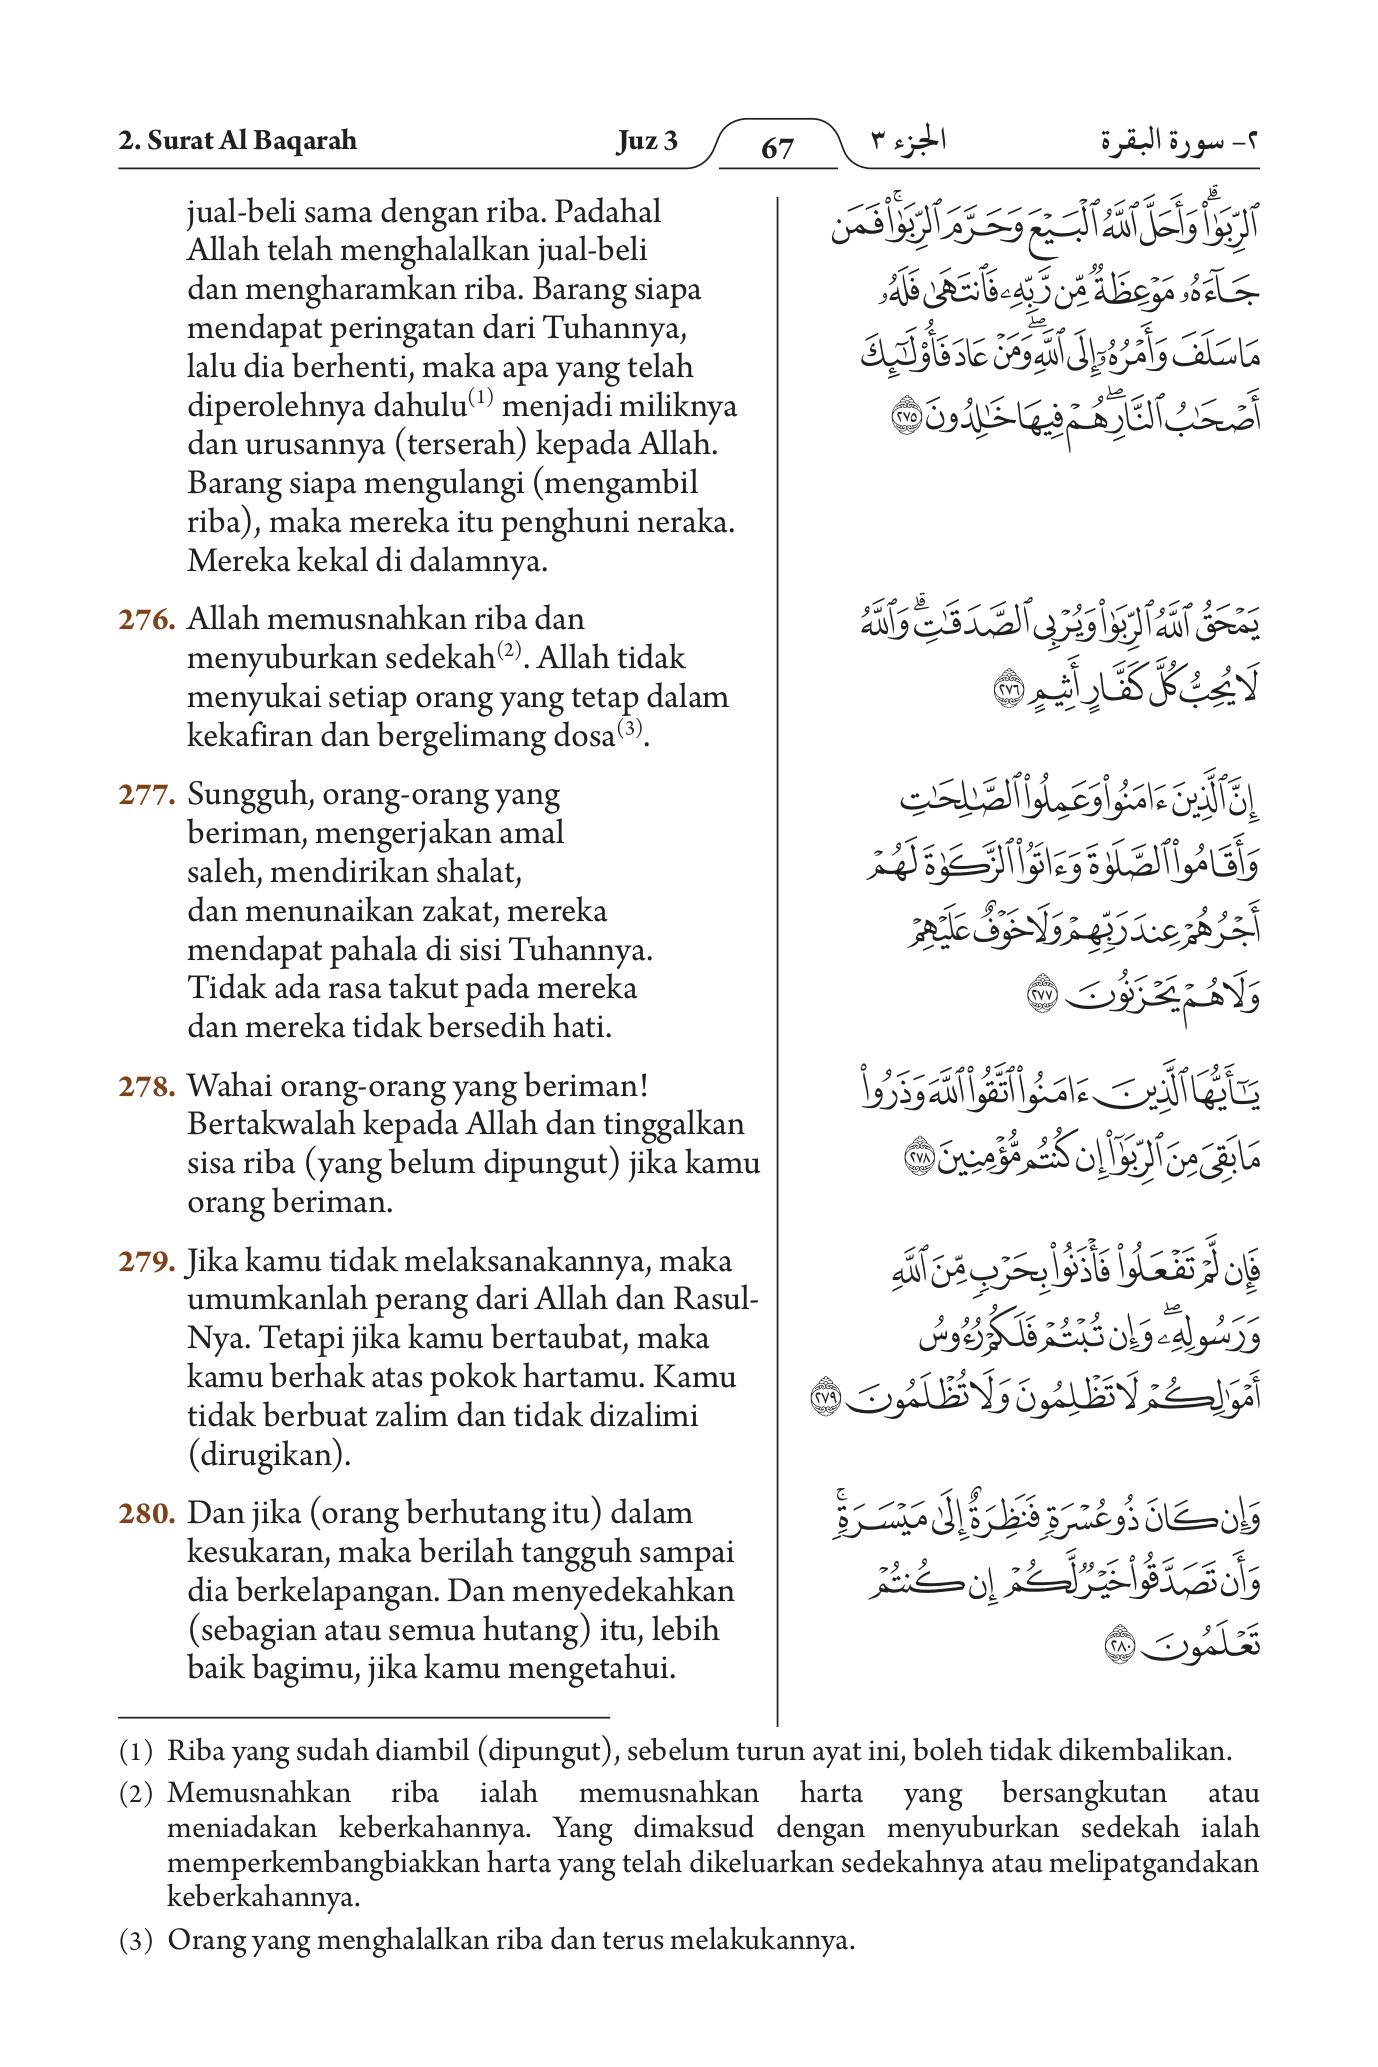 2. Surat Al Baqarah
Juz 3
67
الجزء ٣
٢- سورة البقرة
jual-beli sama dengan riba. Padahal
Allah telah menghalalkan jual-beli
dan mengharamkan riba. Barang siapa
mendapat peringatan dari Tuhannya,
lalu dia berhenti, maka apa yang telah
diperolehnya dahulu(1) menjadi miliknya
dan urusannya (terserah) kepada Allah.
Barang siapa mengulangi (mengambil
riba), maka mereka itu penghuni neraka.
Mereka kekal di dalamnya.
ٱلرِّبَوٰا۟ ۗ وَأَحَلَّ ٱللَّهُ ٱلْبَيْعَ وَحَرَّمَ ٱلرِّبَوٰا۟ ۚ فَمَن
جَآءَهُۥ مَوْعِظَةٌ مِّن رَّبِّهِۦ فَٱنتَهَىٰ فَلَهُۥ
مَا سَلَفَ وَأَمْرُهُۥٓ إِلَى ٱللَّهِ ۖ وَمَنْ عَادَ فَأُو۟لَٰٓئِكَ
أَصْحَٰبُ ٱلنَّارِ ۖ هُمْ فِيهَا خَٰلِدُونَ ٢٧٥
276. Allah memusnahkan riba dan
menyuburkan sedekah(2). Allah tidak
menyukai setiap orang yang tetap dalam
kekafiran dan bergelimang dosa(3).
يَمْحَقُ ٱللَّهُ ٱلرِّبَوٰا۟ وَيُرْبِى ٱلصَّدَقَٰتِ ۗ وَٱللَّهُ
لَا يُحِبُّ كُلَّ كَفَّارٍ أَثِيمٍ ٢٧٦
277. Sungguh, orang-orang yang
beriman, mengerjakan amal
saleh, mendirikan shalat,
dan menunaikan zakat, mereka
mendapat pahala di sisi Tuhannya.
Tidak ada rasa takut pada mereka
dan mereka tidak bersedih hati.
إِنَّ ٱلَّذِينَ ءَامَنُوا۟ وَعَمِلُوا۟ ٱلصَّٰلِحَٰتِ
وَأَقَامُوا۟ ٱلصَّلَوٰةَ وَءَاتَوُا۟ ٱلزَّكَوٰةَ لَهُمْ
أَجْرُهُمْ عِندَ رَبِّهِمْ وَلَا خَوْفٌ عَلَيْهِمْ
وَلَا هُمْ يَحْزَنُونَ ٢٧٧
278. Wahai orang-orang yang beriman!
Bertakwalah kepada Allah dan tinggalkan
sisa riba (yang belum dipungut) jika kamu
orang beriman.
يَٰٓأَيُّهَا ٱلَّذِينَ ءَامَنُوا۟ ٱتَّقُوا۟ ٱللَّهَ وَذَرُوا۟
مَا بَقِىَ مِنَ ٱلرِّبَوٰٓا۟ إِن كُنتُم مُّؤْمِنِينَ ٢٧٨
279. Jika kamu tidak melaksanakannya, maka
umumkanlah perang dari Allah dan Rasul-
Nya. Tetapi jika kamu bertaubat, maka
kamu berhak atas pokok hartamu. Kamu
tidak berbuat zalim dan tidak dizalimi
(dirugikan).
فَإِن لَّمْ تَفْعَلُوا۟ فَأْذَنُوا۟ بِحَرْبٍ مِّنَ ٱللَّهِ
وَرَسُولِهِۦ ۖ وَإِن تُبْتُمْ فَلَكُمْ رُءُوسُ
أَمْوَٰلِكُمْ لَا تَظْلِمُونَ وَلَا تُظْلَمُونَ ٢٧٩
280. Dan jika (orang berhutang itu) dalam
kesukaran, maka berilah tangguh sampai
dia berkelapangan. Dan menyedekahkan
(sebagian atau semua hutang) itu, lebih
baik bagimu, jika kamu mengetahui.
وَإِن كَانَ ذُو عُسْرَةٍ فَنَظِرَةٌ إِلَىٰ مَيْسَرَةٍ ۚ
وَأَن تَصَدَّقُوا۟ خَيْرٌ لَّكُمْ إِن كُنتُمْ
تَعْلَمُونَ ٢٨٠
(1) Riba yang sudah diambil (dipungut), sebelum turun ayat ini, boleh tidak dikembalikan.
(2) Memusnahkan riba ialah memusnahkan harta yang bersangkutan atau
meniadakan keberkahannya. Yang dimaksud dengan menyuburkan sedekah ialah
memperkembangbiakkan harta yang telah dikeluarkan sedekahnya atau melipatgandakan
keberkahannya.
(3) Orang yang menghalalkan riba dan terus melakukannya.